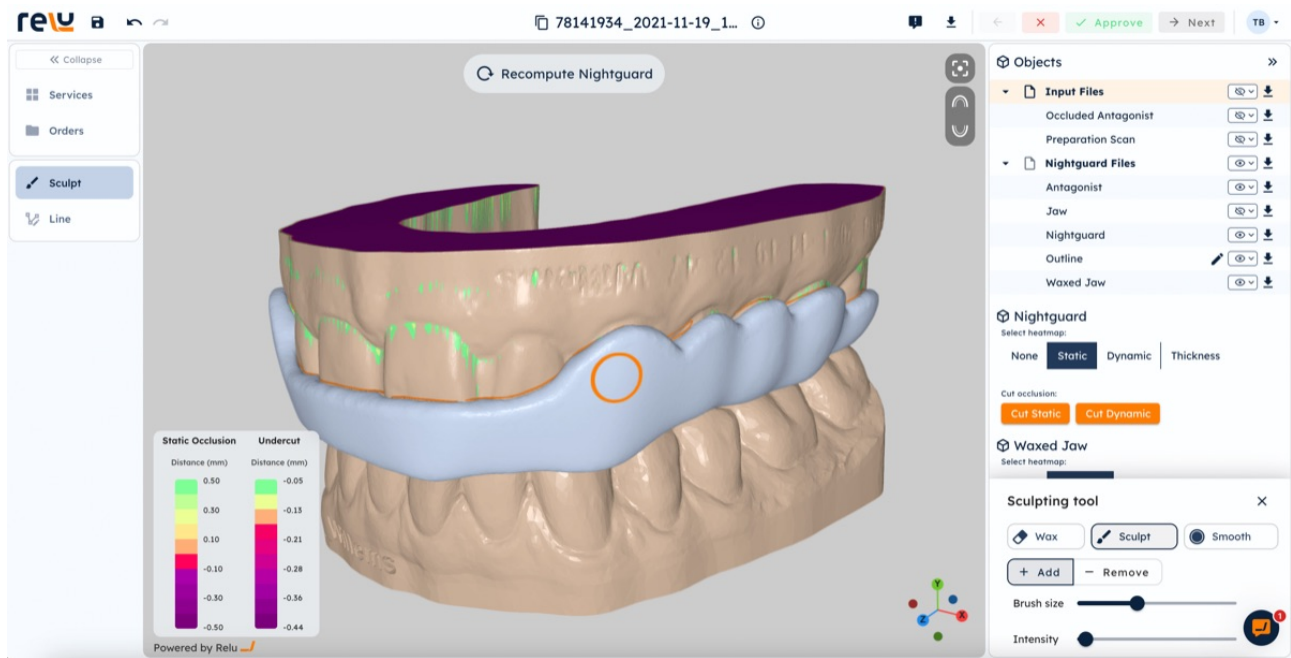 relu
78141934_2021-11-19_1...
Approve
Next
TB
Collapse
Services
Orders
Sculpt
Line
Recompute Nightguard
Static Occlusion
Distance (mm)
0.50
0.30
0.10
-0.10
-0.30
-0.50
Undercut
Distance (mm)
-0.05
-0.13
-0.21
-0.28
-0.36
-0.44
Powered by Relu
Y
X
Z
Objects
Input Files
Occluded Antagonist
Preparation Scan
Nightguard Files
Antagonist
Jaw
Nightguard
Outline
Waxed Jaw
Nightguard
Select heatmap:
None Static Dynamic Thickness
Cut occlusion:
Cut Static Cut Dynamic
Waxed Jaw
Select heatmap:
Sculpting tool
Wax Sculpt Smooth
+ Add − Remove
Brush size
Intensity
1